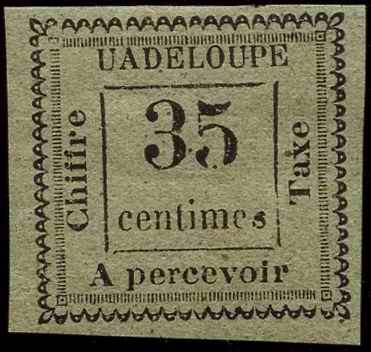 UADELOUPE
Chiffre
35
centimes
Taxe
A percevoir